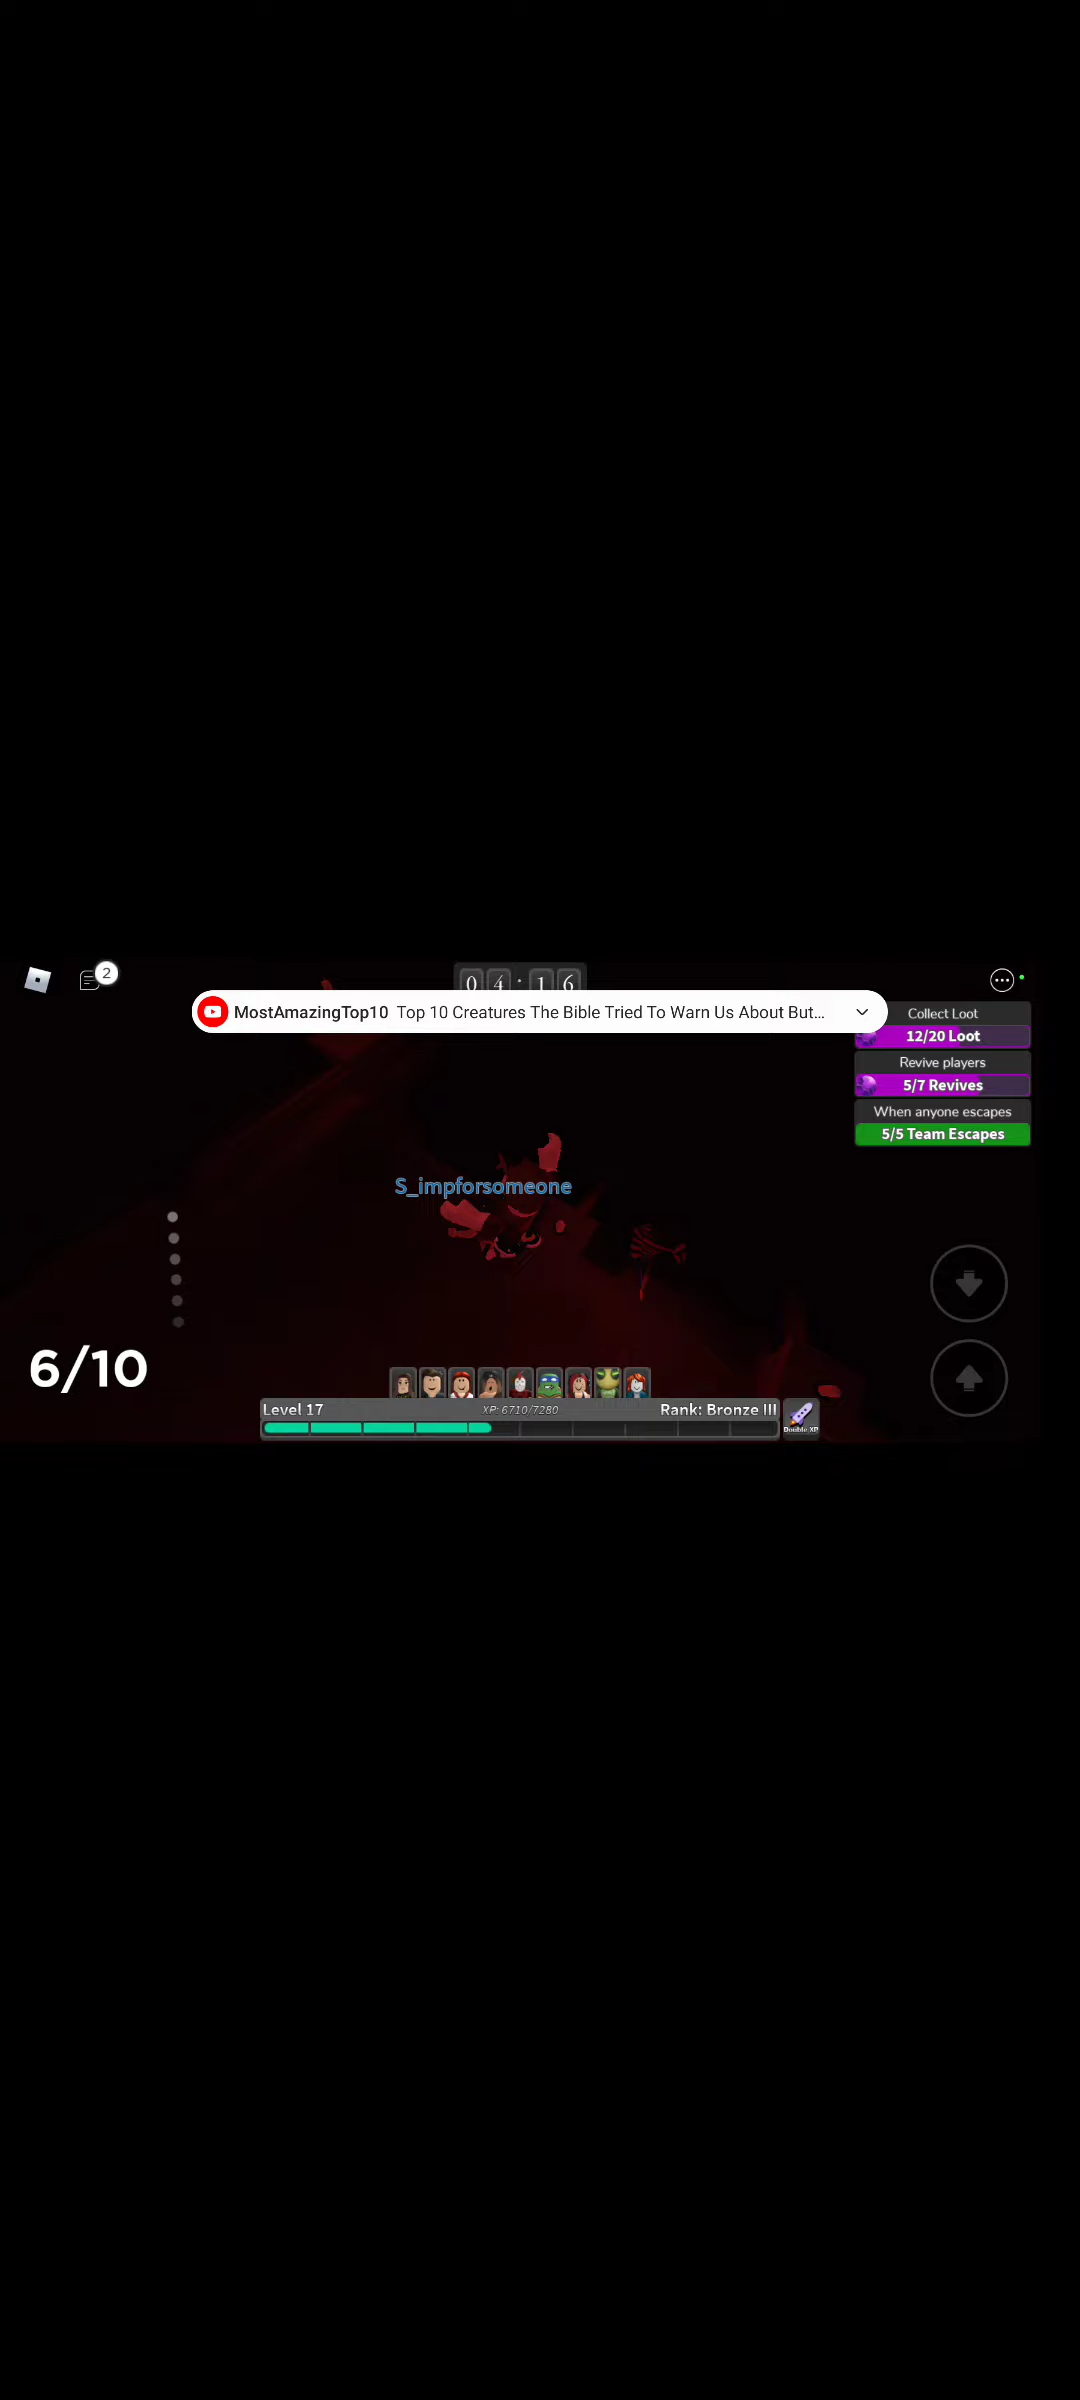 2
04:16
MostAmazingTop10 Top 10 Creatures The Bible Tried To Warn Us About But...
Collect Loot
12/20 Loot
Revive players
5/7 Revives
When anyone escapes
5/5 Team Escapes
S_impforsomeone
6/10
Level 17 XP: 6710/7280 Rank: Bronze III
Double XP